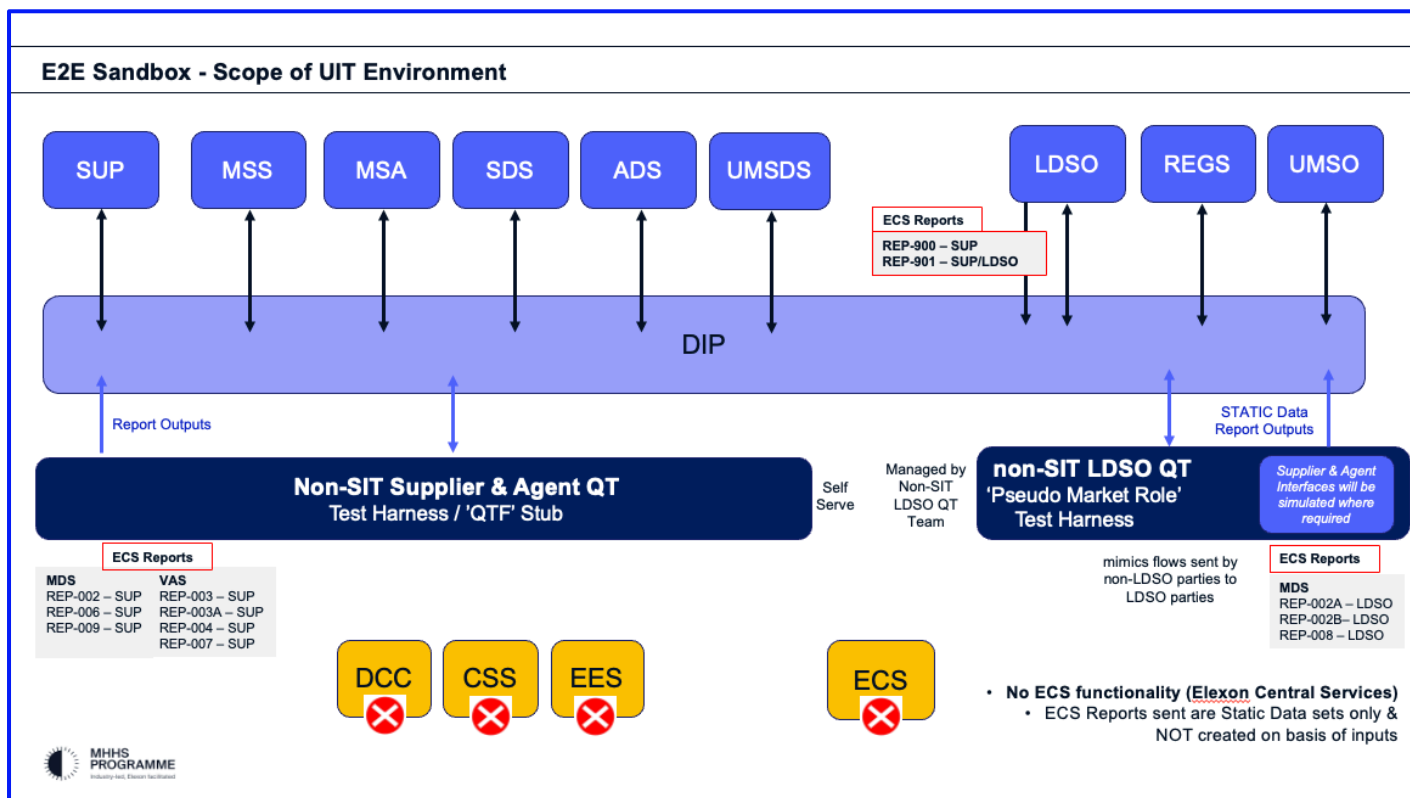 E2E Sandbox - Scope of UIT Environment
SUP
MSS
MSA
SDS
ADS
UMSDS
LDSO
REGS
UMSO
ECS Reports
REP-900 – SUP
REP-901 – SUP/LDSO
DIP
Report Outputs
STATIC Data
Report Outputs
Non-SIT Supplier & Agent QT
Test Harness / 'QTF' Stub
Self
Serve
Managed by
Non-SIT
LDSO QT
Team
non-SIT LDSO QT
'Pseudo Market Role'
Test Harness
Supplier & Agent
Interfaces will be
simulated where
required
ECS Reports
MDS
REP-002 – SUP
REP-006 – SUP
REP-009 – SUP
VAS
REP-003 – SUP
REP-003A – SUP
REP-004 – SUP
REP-007 – SUP
mimics flows sent by
non-LDSO parties to
LDSO parties
ECS Reports
MDS
REP-002A – LDSO
REP-002B– LDSO
REP-008 – LDSO
DCC
CSS
EES
ECS
• No ECS functionality (Elexon Central Services)
• ECS Reports sent are Static Data sets only &
NOT created on basis of inputs
MHHS
PROGRAMME
Industry-led, Elexon facilitated